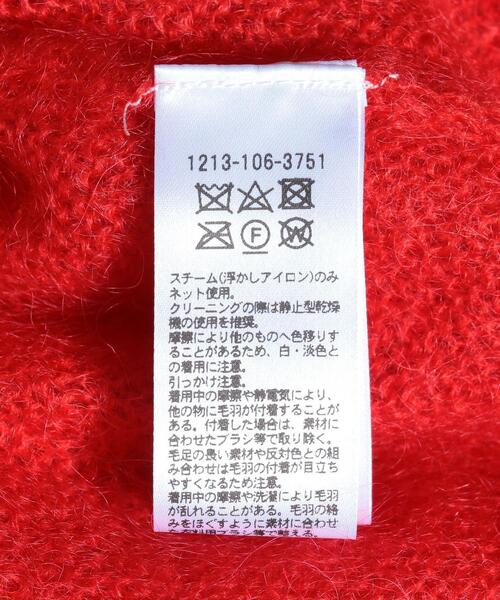 1213-106-3751
F
W
スチーム(浮かしアイロン)のみ
ネット使用。
クリーニングの際は静止型乾燥
機の使用を推奨。
摩擦により他のものへ色移りす
ることがあるため、白・淡色と
の着用に注意。
引っかけ注意。
着用中の摩擦や静電気により、
他の物に毛羽が付着することが
ある。付着した場合は、素材に
合わせたブラシ等で取り除く。
毛足の長い素材や反対色との組
み合わせは毛羽の付着が目立ち
やすくなるため注意。
着用中の摩擦や洗濯により毛羽
が乱れることがある。毛羽の絡
みをほぐすように素材に合わせ
ブラシ等で整える。